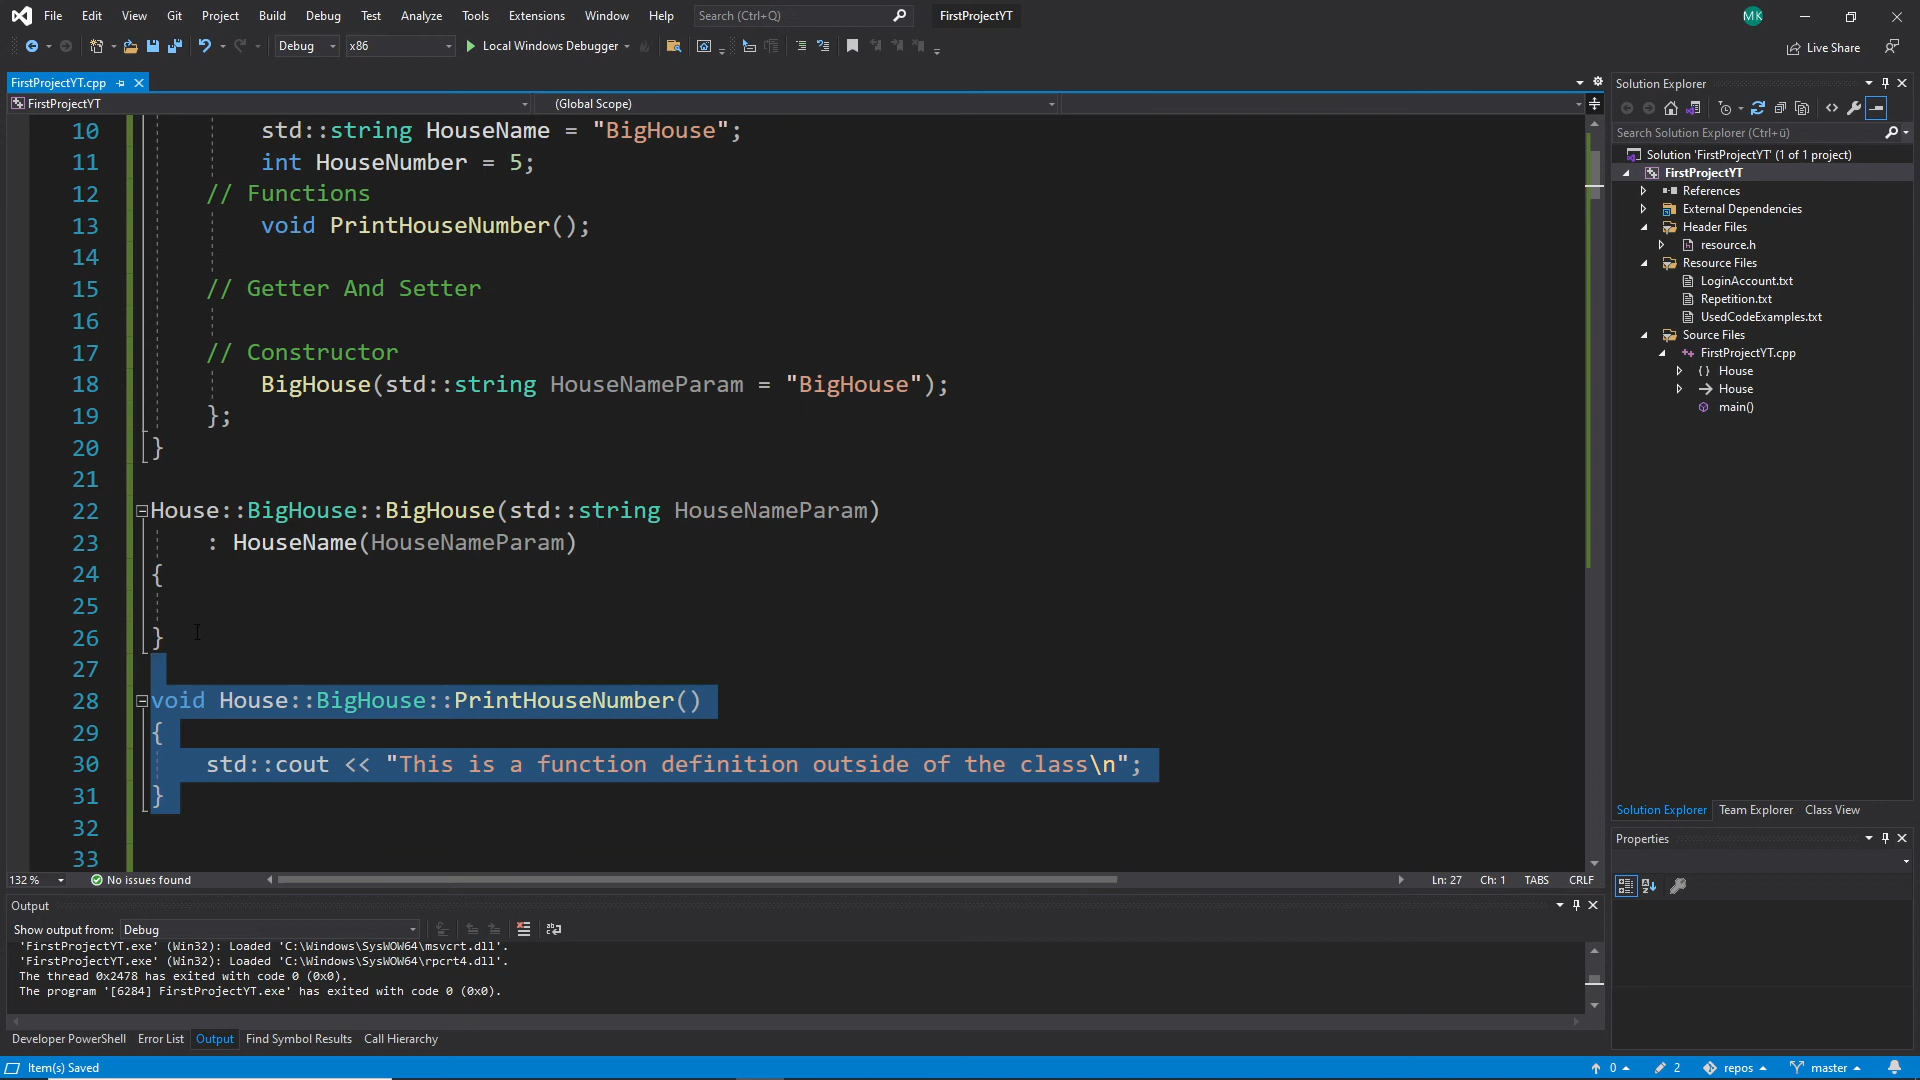 File Edit View Git Project Build Debug Test Analyze Tools Extensions Window Help Search (Ctrl+Q) FirstProjectYT MK
Debug x86 Local Windows Debugger Live Share
FirstProjectYT.cpp
FirstProjectYT (Global Scope)
10 std::string HouseName = "BigHouse";
11 int HouseNumber = 5;
12 // Functions
13 void PrintHouseNumber();
14
15 // Getter And Setter
16
17 // Constructor
18 BigHouse(std::string HouseNameParam = "BigHouse");
19 };
20 }
21
22 House::BigHouse::BigHouse(std::string HouseNameParam)
23 : HouseName(HouseNameParam)
24 {
25
26 }
27
28 void House::BigHouse::PrintHouseNumber()
29 {
30 std::cout << "This is a function definition outside of the class\n";
31 }
32
33
132 % No issues found Ln: 27 Ch: 1 TABS CRLF
Output
Show output from: Debug
'FirstProjectYT.exe' (Win32): Loaded 'C:\Windows\SysWOW64\msvcrt.dll'.
'FirstProjectYT.exe' (Win32): Loaded 'C:\Windows\SysWOW64\rpcrt4.dll'.
The thread 0x2478 has exited with code 0 (0x0).
The program '[6284] FirstProjectYT.exe' has exited with code 0 (0x0).
Developer PowerShell Error List Output Find Symbol Results Call Hierarchy
Item(s) Saved 0 2 repos master
Solution Explorer
Search Solution Explorer (Ctrl+ü)
Solution 'FirstProjectYT' (1 of 1 project)
FirstProjectYT
References
External Dependencies
Header Files
resource.h
Resource Files
LoginAccount.txt
Repetition.txt
UsedCodeExamples.txt
Source Files
FirstProjectYT.cpp
House
House
main()
Solution Explorer Team Explorer Class View
Properties